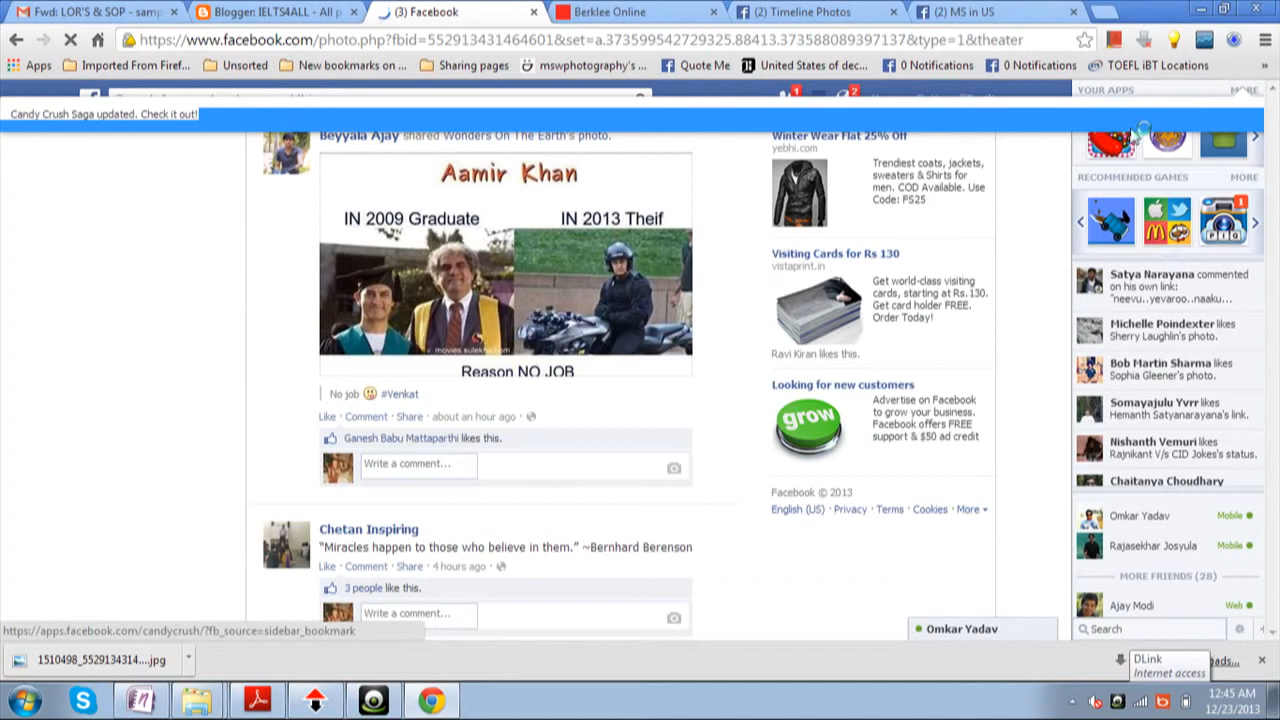 Fwd: LOR'S & SOP - samp
Blogger: IELTS4ALL - All p
(3) Facebook
Berklee Online
(2) Timeline Photos
(2) MS in US
https://www.facebook.com/photo.php?fbid=552913431464601&set=a.373599542729325.88413.373588089397137&type=1&theater
Apps
Imported From Firef...
Unsorted
New bookmarks on ...
Sharing pages
mswphotography's ...
Quote Me
United States of dec...
0 Notifications
0 Notifications
TOEFL iBT Locations
»
YOUR APPS
MORE
1
2
Candy Crush Saga updated. Check it out!
Beyyala Ajay shared Wonders On The Earth's photo.
Aamir Khan
IN 2009 Graduate
IN 2013 Theif
movies.sulekha.com
Reason NO JOB
No job #Venkat
Like · Comment · Share · about an hour ago ·
Ganesh Babu Mattaparthi likes this.
Write a comment...
Chetan Inspiring
“Miracles happen to those who believe in them.” ~Bernhard Berenson
Like · Comment · Share · 4 hours ago ·
3 people like this.
Write a comment...
Winter Wear Flat 25% Off
yebhi.com
Trendiest coats, jackets,
sweaters & Shirts for
men. COD Available. Use
Code: FS25
Visiting Cards for Rs 130
vistaprint.in
Get world-class visiting
cards, starting at Rs.130.
Get card holder FREE.
Order Today!
Ravi Kiran likes this.
Looking for new customers
grow
Advertise on Facebook
to grow your business.
Facebook offers FREE
support & $50 ad credit
Facebook © 2013
English (US) · Privacy · Terms · Cookies · More
RECOMMENDED GAMES
MORE
1
PIQ
Satya Narayana commented
on his own link:
"neevu..yevaroo..naaku...
Michelle Poindexter likes
Sherry Laughlin's photo.
Bob Martin Sharma likes
Sophia Gleener's photo.
Somayajulu Yvrr likes
Hemanth Satyanarayana's link.
Nishanth Vemuri likes
Rajnikant V/s CID Jokes's status.
Chaitanya Choudhary
Omkar Yadav
Mobile
Rajasekhar Josyula
Mobile
MORE FRIENDS (28)
Ajay Modi
Web
Search
Omkar Yadav
https://apps.facebook.com/candycrush/?fb_source=sidebar_bookmark
1510498_5529134314....jpg
DLink
Internet access
ads...
12:45 AM
12/23/2013